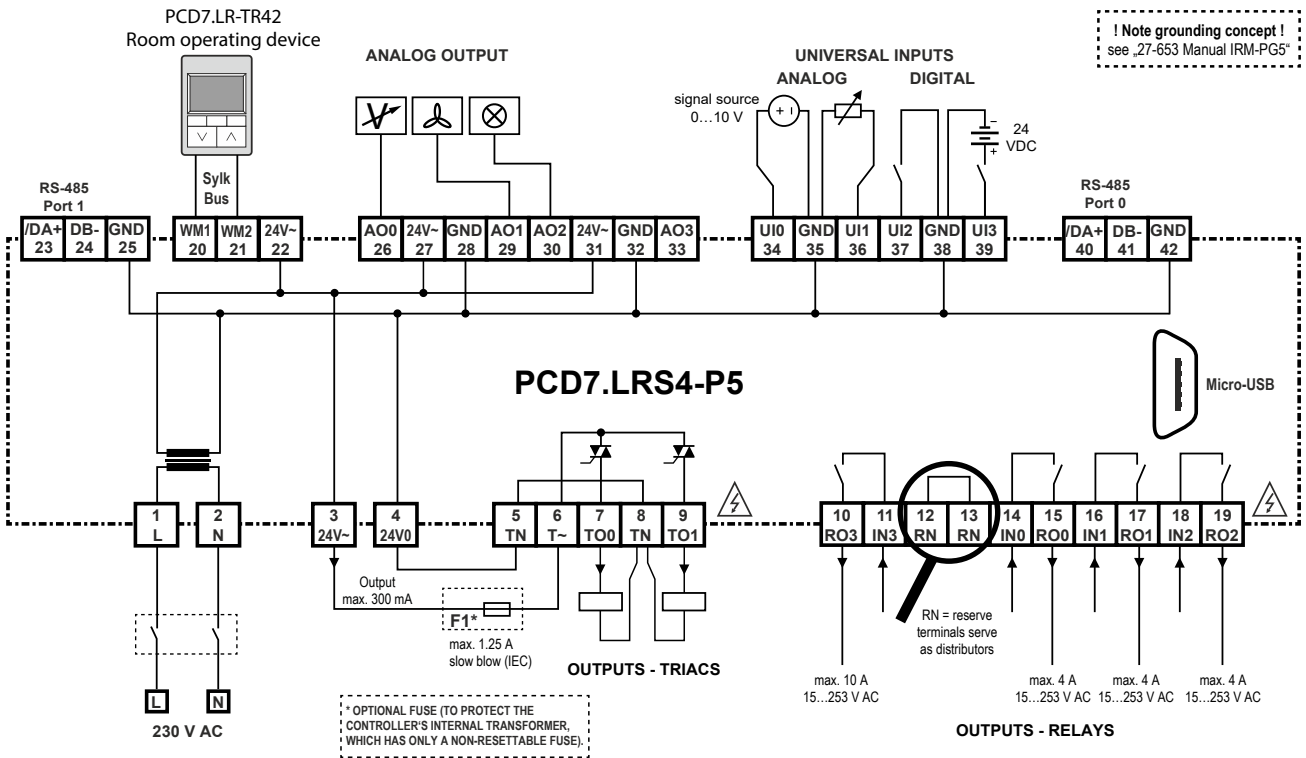 PCD7.LR-TR42
Room operating device
ANALOG OUTPUT
UNIVERSAL INPUTS
ANALOG
DIGITAL
! Note grounding concept !
see „27-653 Manual IRM-PG5“
signal source
0…10 V
+
−
+
24
VDC
Sylk
Bus
RS-485
Port 1
RS-485
Port 0
/DA+ DB- GND
23 24 25
WM1 WM2 24V~
20 21 22
AO0 24V~ GND AO1 AO2 24V~ GND AO3
26 27 28 29 30 31 32 33
UI0 GND UI1 UI2 GND UI3
34 35 36 37 38 39
/DA+ DB- GND
40 41 42
PCD7.LRS4-P5
Micro-USB
1 2
L N
3 4
24V~ 24V0
5 6 7 8 9
TN T~ TO0 TN TO1
10 11 12 13 14 15 16 17 18 19
RO3 IN3 RN RN IN0 RO0 IN1 RO1 IN2 RO2
Output
max. 300 mA
F1*
max. 1.25 A
slow blow (IEC)
OUTPUTS - TRIACS
RN = reserve
terminals serve
as distributors
max. 10 A
15…253 V AC
max. 4 A
15…253 V AC
max. 4 A
15…253 V AC
max. 4 A
15…253 V AC
OUTPUTS - RELAYS
L N
230 V AC
* OPTIONAL FUSE (TO PROTECT THE
CONTROLLER'S INTERNAL TRANSFORMER,
WHICH HAS ONLY A NON-RESETTABLE FUSE).